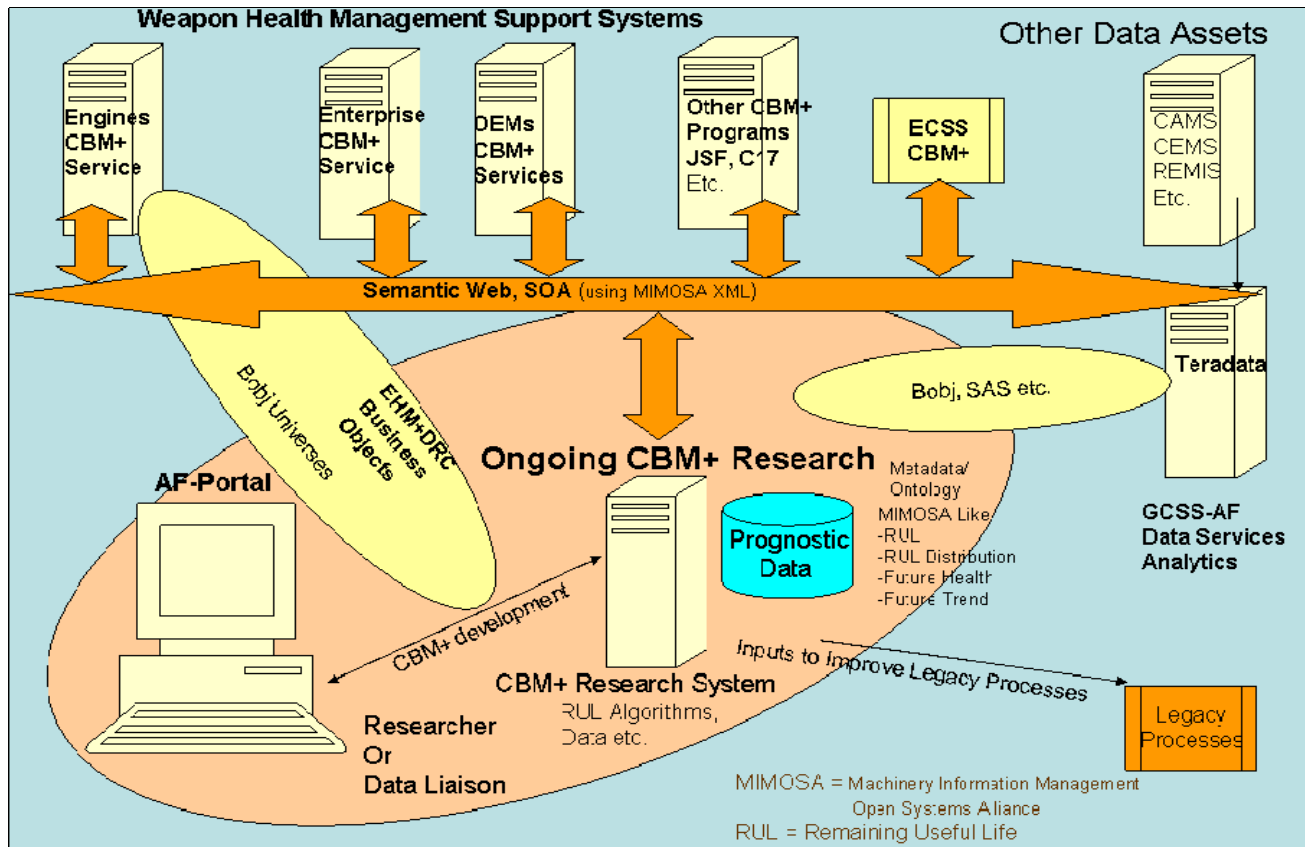 Weapon Health Management Support Systems
Other Data Assets
Engines
CBM+
Service
Enterprise
CBM+
Service
OEMs
CBM+
Services
Other CBM+
Programs
JSF, C17
Etc.
ECSS
CBM+
CAMS
CEMS
REMIS
Etc.
Semantic Web, SOA (using MIMOSA XML)
Teradata
Bobj Universes
EHM+DRC
Business
Objects
Bobj, SAS etc.
Ongoing CBM+ Research
AF-Portal
Prognostic
Data
Metadata/
Ontology
MIMOSA Like
-RUL
-RUL Distribution
-Future Health
-Future Trend
GCSS-AF
Data Services
Analytics
CBM+ development
Inputs to Improve Legacy Processes
CBM+ Research System
RUL Algorithms,
Data etc.
Researcher
Or
Data Liaison
Legacy
Processes
MIMOSA = Machinery Information Management
Open Systems Aliance
RUL = Remaining Useful Life